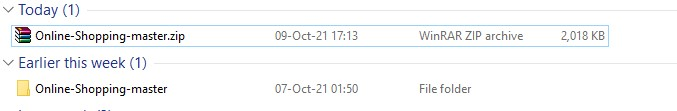 Today (1)
Online-Shopping-master.zip 09-Oct-21 17:13 WinRAR ZIP archive 2,018 KB
Earlier this week (1)
Online-Shopping-master 07-Oct-21 01:50 File folder